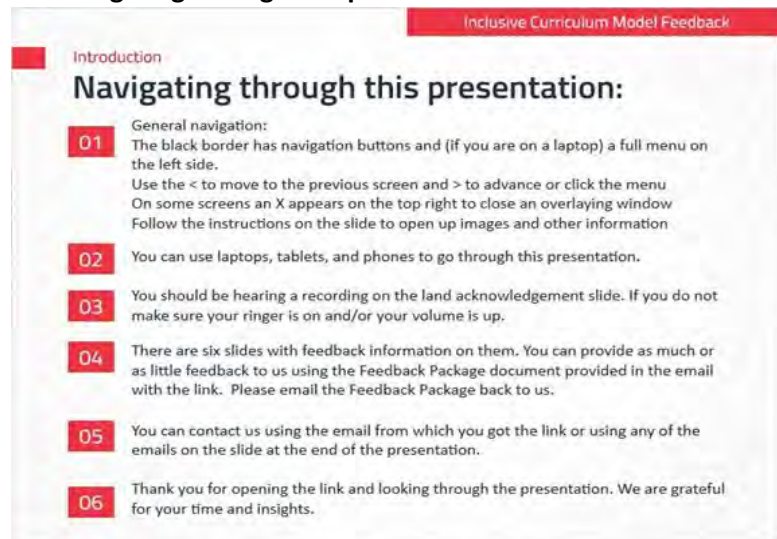 Inclusive Curriculum Model Feedback
Introduction
Navigating through this presentation:
01
General navigation:
The black border has navigation buttons and (if you are on a laptop) a full menu on
the left side.
Use the < to move to the previous screen and > to advance or click the menu
On some screens an X appears on the top right to close an overlaying window
Follow the instructions on the slide to open up images and other information
02
You can use laptops, tablets, and phones to go through this presentation.
03
You should be hearing a recording on the land acknowledgement slide. If you do not
make sure your ringer is on and/or your volume is up.
04
There are six slides with feedback information on them. You can provide as much or
as little feedback to us using the Feedback Package document provided in the email
with the link. Please email the Feedback Package back to us.
05
You can contact us using the email from which you got the link or using any of the
emails on the slide at the end of the presentation.
06
Thank you for opening the link and looking through the presentation. We are grateful
for your time and insights.